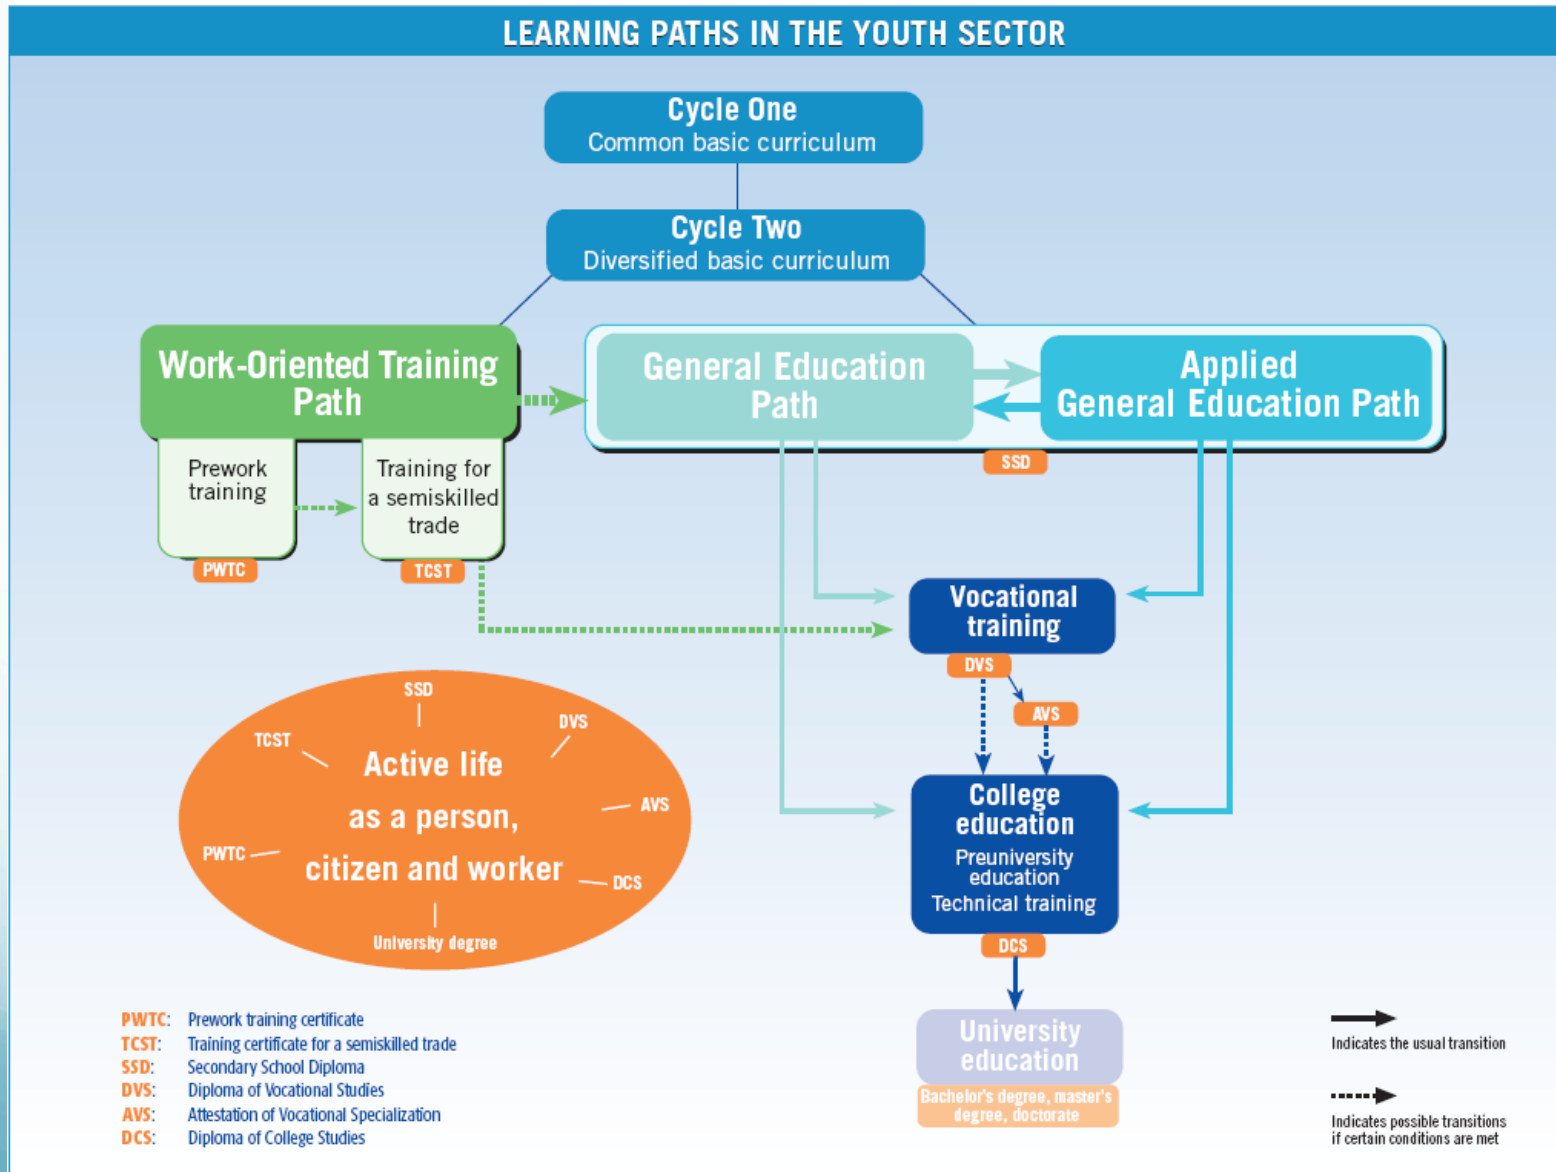 LEARNING PATHS IN THE YOUTH SECTOR
Cycle One
Common basic curriculum
Cycle Two
Diversified basic curriculum
Work-Oriented Training
Path
General Education
Path
Applied
General Education Path
SSD
Prework
training
Training for
a semiskilled
trade
PWTC
TCST
Vocational
training
DVS
AVS
College
education
Preuniversity
education
Technical training
DCS
University
education
Bachelor's degree, master's
degree, doctorate
SSD
DVS
TCST
Active life
as a person,
citizen and worker
AVS
PWTC
DCS
University degree
PWTC: Prework training certificate
TCST: Training certificate for a semiskilled trade
SSD: Secondary School Diploma
DVS: Diploma of Vocational Studies
AVS: Attestation of Vocational Specialization
DCS: Diploma of College Studies
Indicates the usual transition
Indicates possible transitions
if certain conditions are met